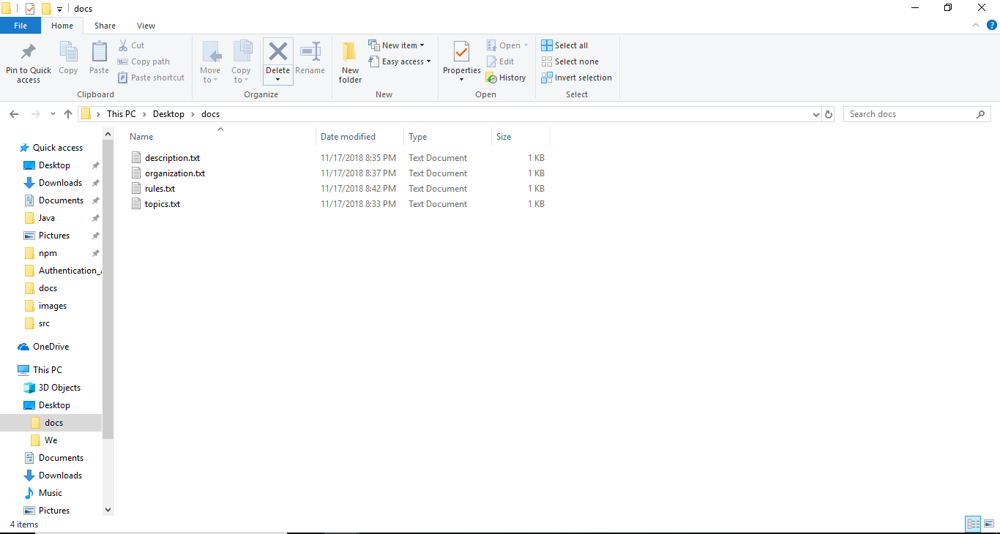 docs
File Home Share View
Pin to Quick access
Copy
Paste
Cut
Copy path
Paste shortcut
Clipboard
Move to
Copy to
Delete
Rename
Organize
New folder
New item
Easy access
New
Properties
Open
Edit
History
Open
Select all
Select none
Invert selection
Select
This PC > Desktop > docs
Search docs
Quick access
Desktop
Downloads
Documents
Java
Pictures
npm
Authentication_
docs
images
src
OneDrive
This PC
3D Objects
Desktop
docs
We
Documents
Downloads
Music
Pictures
Name Date modified Type Size
description.txt 11/17/2018 8:35 PM Text Document 1 KB
organization.txt 11/17/2018 8:37 PM Text Document 1 KB
rules.txt 11/17/2018 8:42 PM Text Document 1 KB
topics.txt 11/17/2018 8:33 PM Text Document 1 KB
4 items